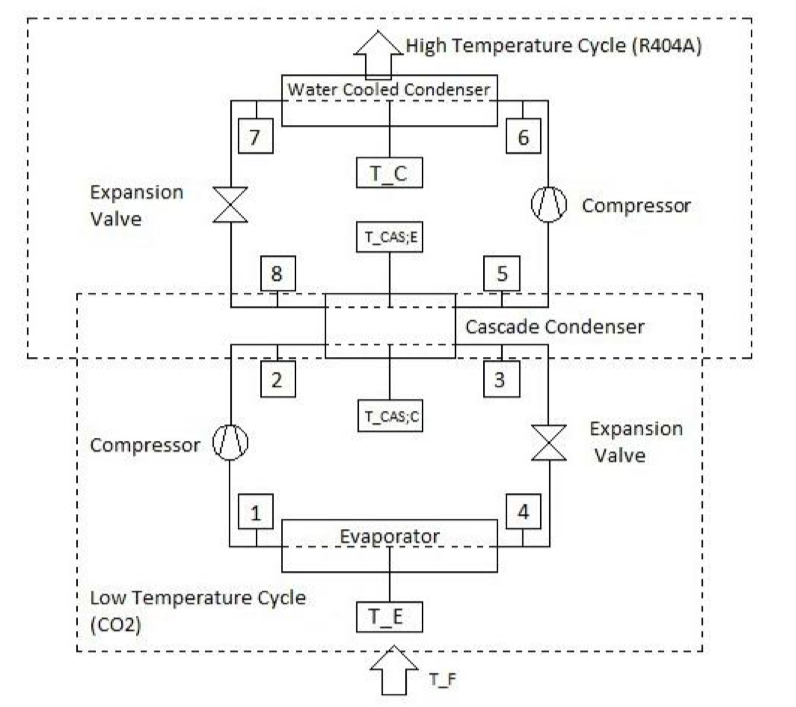 High Temperature Cycle (R404A)
Water Cooled Condenser
7
6
T_C
Expansion
Valve
Compressor
T_CAS;E
8
5
Cascade Condenser
2
3
T_CAS;C
Compressor
Expansion
Valve
1
4
Evaporator
Low Temperature Cycle
(CO2)
T_E
T_F